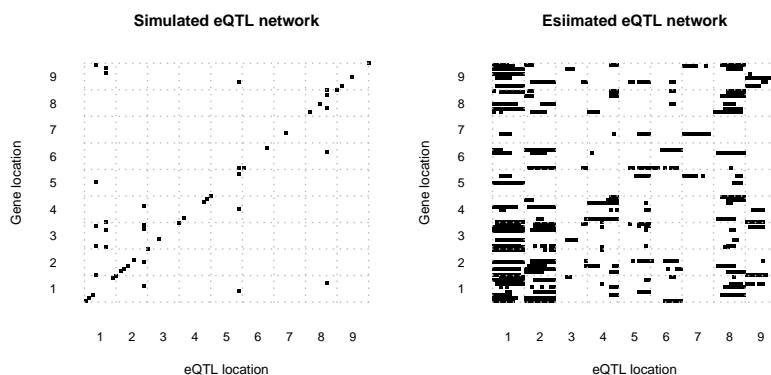 Simulated eQTL network
Gene location
9
8
7
6
5
4
3
2
1
1 2 3 4 5 6 7 8 9
eQTL location
Esiimated eQTL network
Gene location
9
8
7
6
5
4
3
2
1
1 2 3 4 5 6 7 8 9
eQTL location